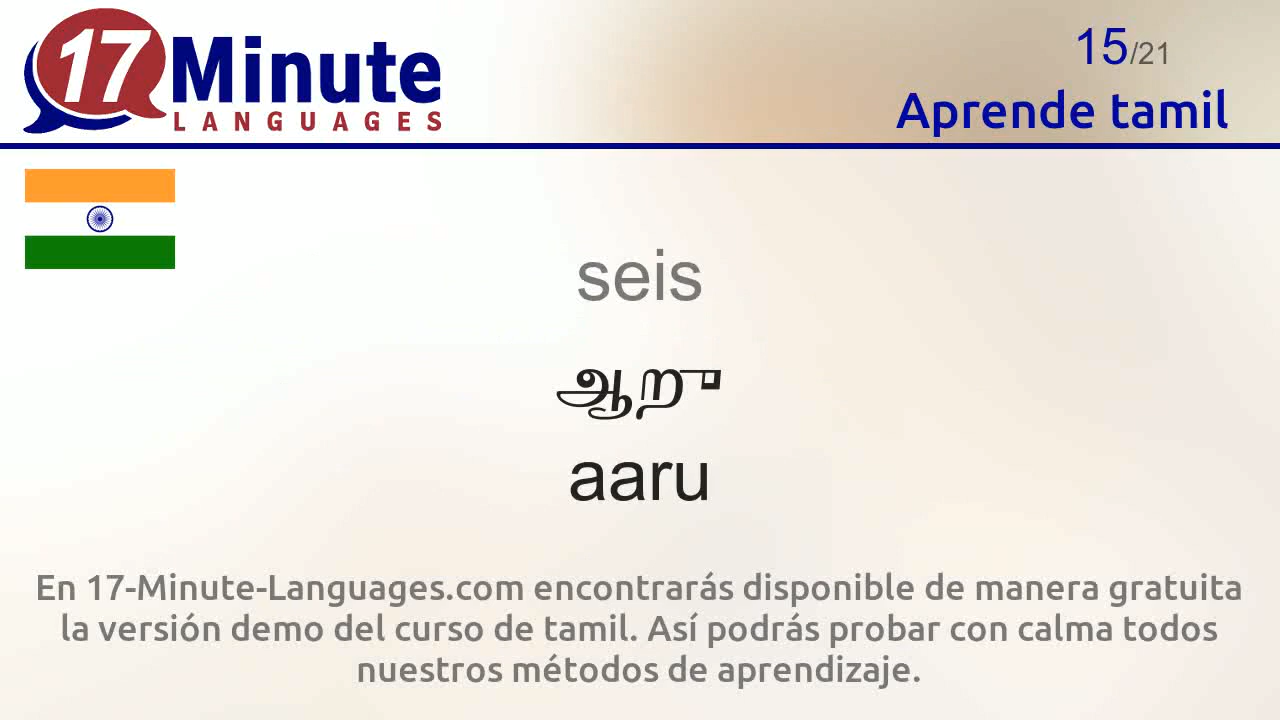 17 Minute
LANGUAGES
15/21
Aprende tamil
seis
ஆறு
aaru
En 17-Minute-Languages.com encontrarás disponible de manera gratuita
la versión demo del curso de tamil. Así podrás probar con calma todos
nuestros métodos de aprendizaje.